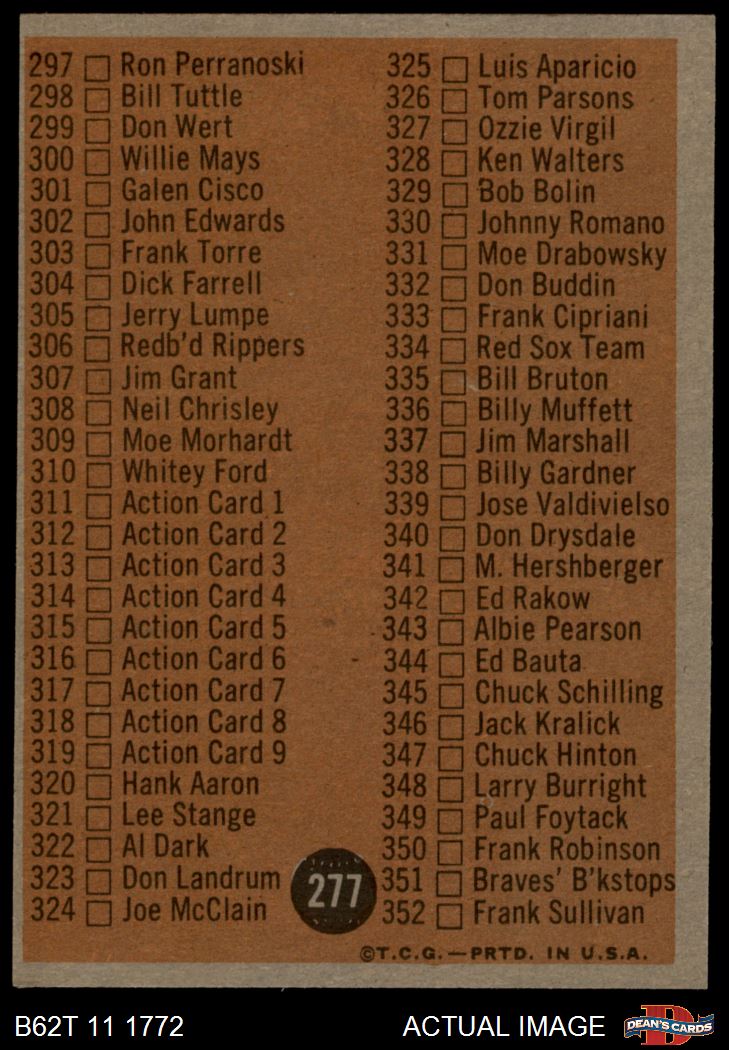 297 Ron Perranoski
298 Bill Tuttle
299 Don Wert
300 Willie Mays
301 Galen Cisco
302 John Edwards
303 Frank Torre
304 Dick Farrell
305 Jerry Lumpe
306 Redb'd Rippers
307 Jim Grant
308 Neil Chrisley
309 Moe Morhardt
310 Whitey Ford
311 Action Card 1
312 Action Card 2
313 Action Card 3
314 Action Card 4
315 Action Card 5
316 Action Card 6
317 Action Card 7
318 Action Card 8
319 Action Card 9
320 Hank Aaron
321 Lee Stange
322 Al Dark
323 Don Landrum
324 Joe McClain
277
325 Luis Aparicio
326 Tom Parsons
327 Ozzie Virgil
328 Ken Walters
329 Bob Bolin
330 Johnny Romano
331 Moe Drabowsky
332 Don Buddin
333 Frank Cipriani
334 Red Sox Team
335 Bill Bruton
336 Billy Muffett
337 Jim Marshall
338 Billy Gardner
339 Jose Valdivielso
340 Don Drysdale
341 M. Hershberger
342 Ed Rakow
343 Albie Pearson
344 Ed Bauta
345 Chuck Schilling
346 Jack Kralick
347 Chuck Hinton
348 Larry Burright
349 Paul Foytack
350 Frank Robinson
351 Braves' B'kstops
352 Frank Sullivan
©T.C.G.—PRTD. IN U.S.A.
B62T 11 1772
ACTUAL IMAGE
D
DEAN'S CARDS